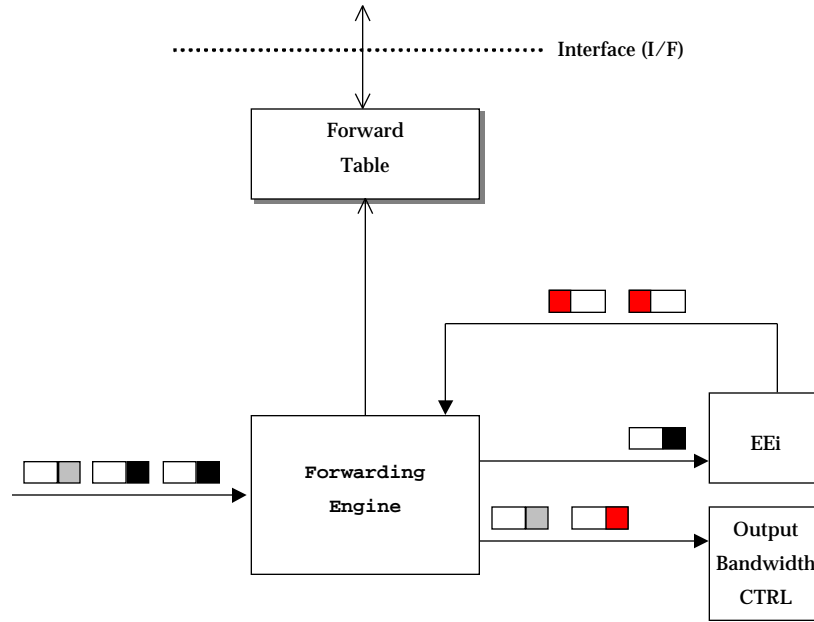 Interface (I/F)
Forward
Table
EEi
Forwarding
Engine
Output
Bandwidth
CTRL